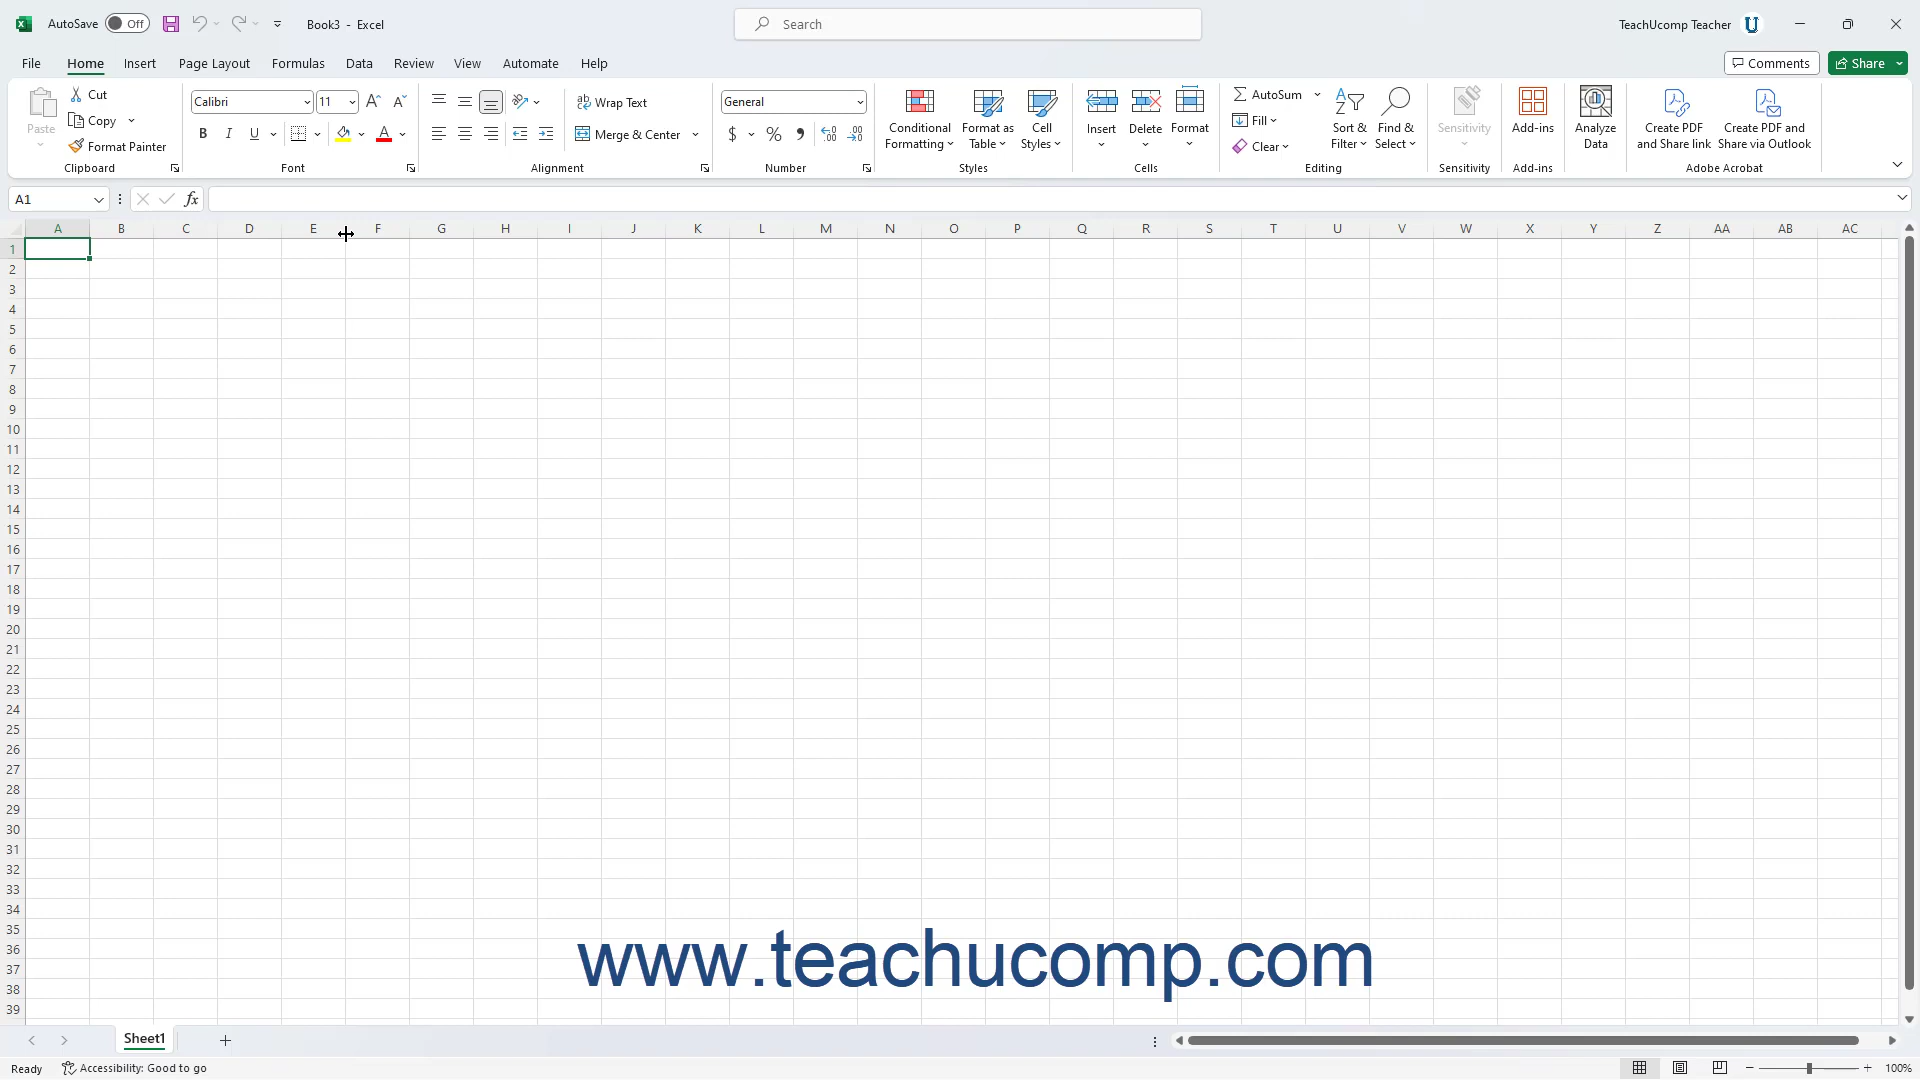 AutoSave Off Book3 - Excel Search TeachUcomp Teacher
File Home Insert Page Layout Formulas Data Review View Automate Help Comments Share
Paste
Cut
Copy
Format Painter
Clipboard
Calibri 11
B I U A
Font
Wrap Text
Merge & Center
Alignment
General
$ % ,
Number
Conditional
Formatting
Format as
Table
Cell
Styles
Styles
Insert Delete Format
Cells
AutoSum
Fill
Clear
Sort &
Filter
Find &
Select
Editing
Sensitivity
Sensitivity
Add-ins
Add-ins
Analyze
Data
Create PDF
and Share link
Create PDF and
Share via Outlook
Adobe Acrobat
A1 fx
A B C D E F G H I J K L M N O P Q R S T U V W X Y Z AA AB AC
1
2
3
4
5
6
7
8
9
10
11
12
13
14
15
16
17
18
19
20
21
22
23
24
25
26
27
28
29
30
31
32
33
34
35
36
37
38
39
www.teachucomp.com
Sheet1
Ready Accessibility: Good to go 100%